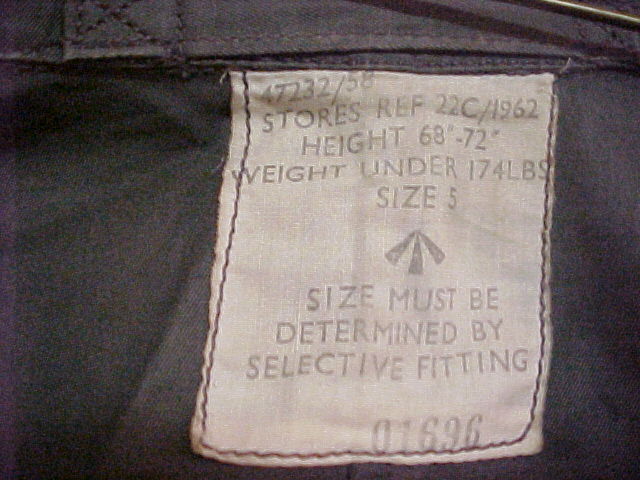 47232/58
STORES REF 22C/1962
HEIGHT 68"-72"
WEIGHT UNDER 174LBS
SIZE 5
SIZE MUST BE
DETERMINED BY
SELECTIVE FITTING
01696